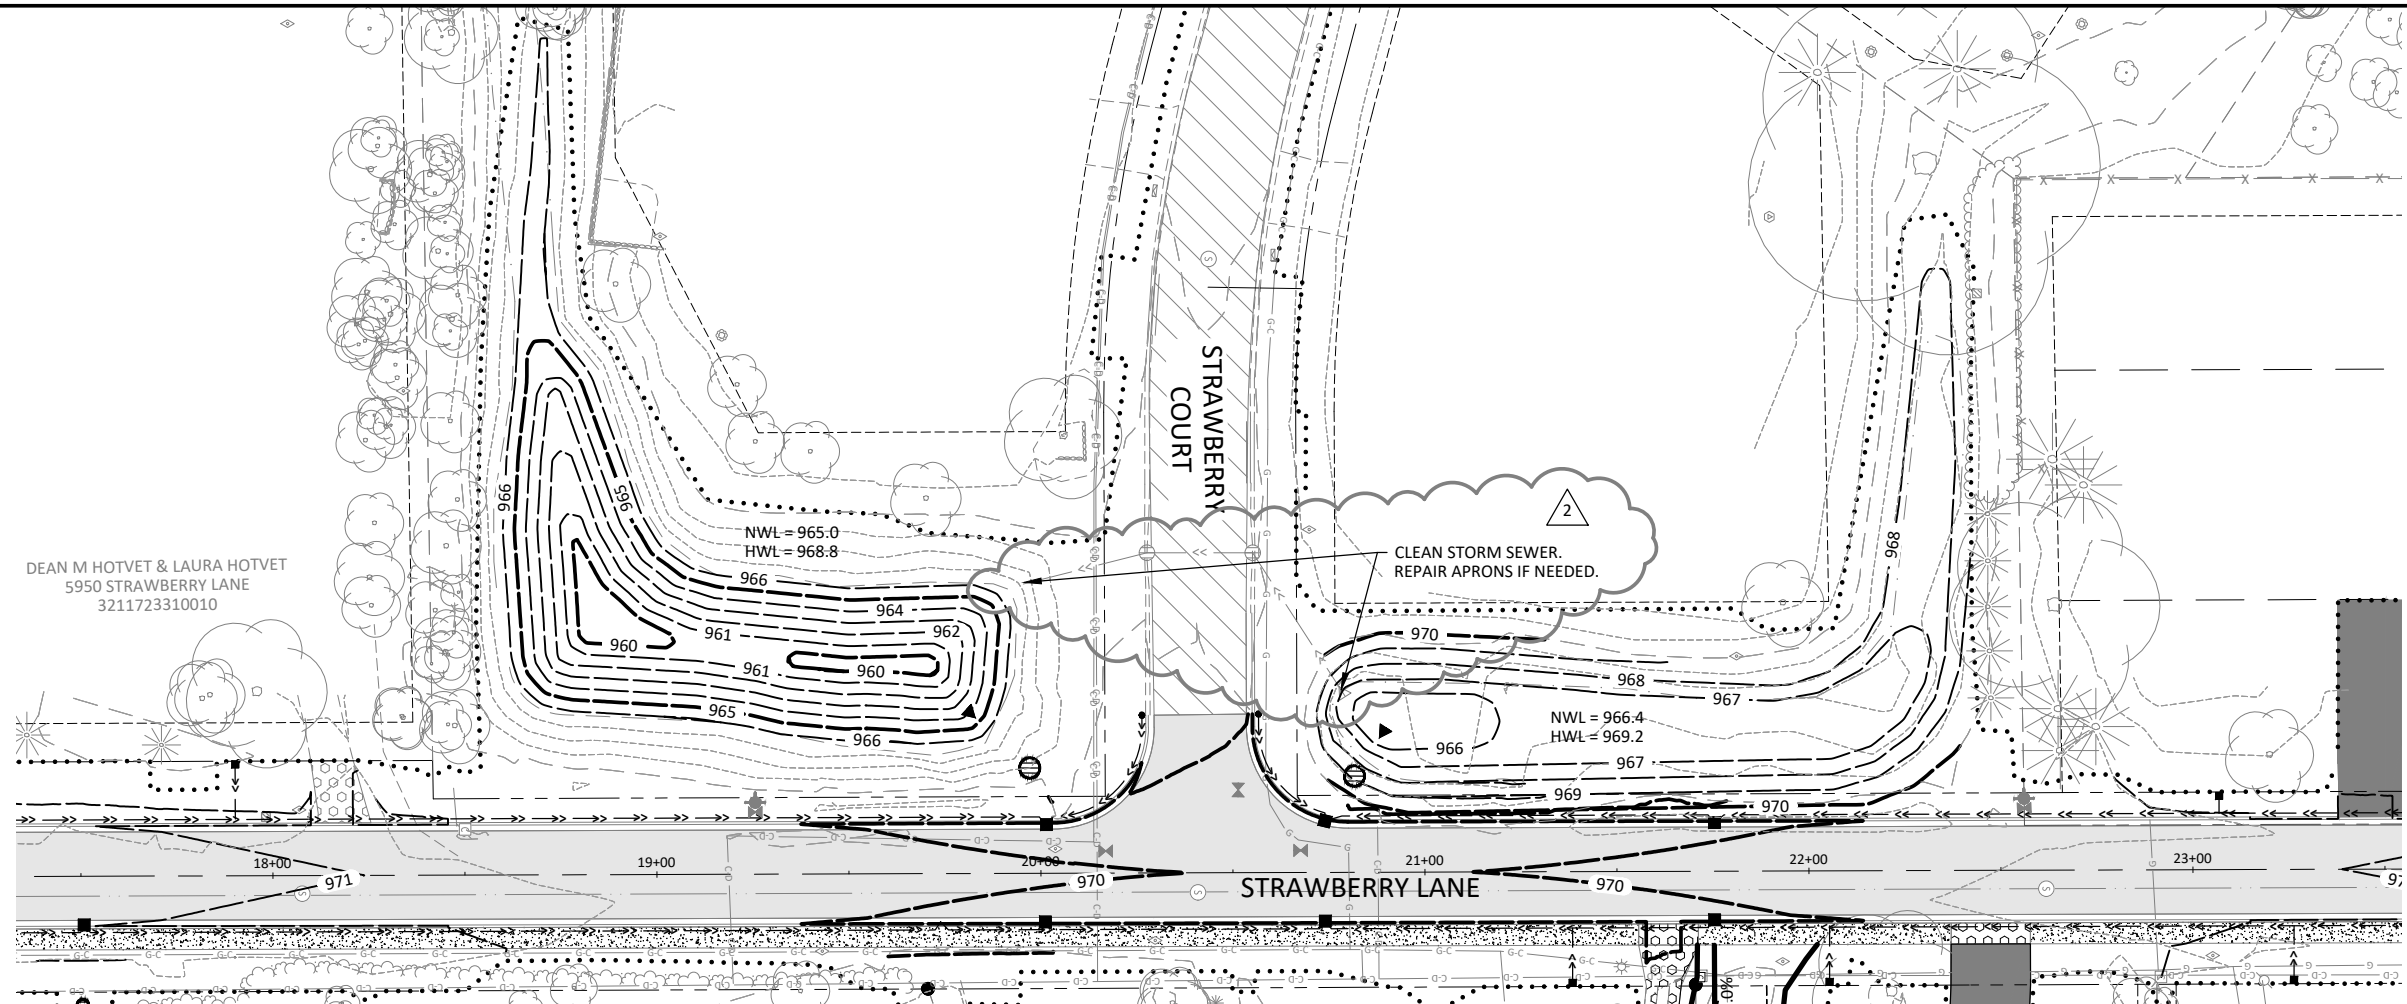 STRAWBERRY
COURT
2
CLEAN STORM SEWER.
REPAIR APRONS IF NEEDED.
NWL = 965.0
HWL = 968.8
DEAN M HOTVET & LAURA HOTVET
5950 STRAWBERRY LANE
3211723310010
966
965
966
964
962
961
960
961
960
965
966
968
970
968
967
NWL = 966.4
HWL = 969.2
966
967
969
970
18+00
19+00
20+00
21+00
22+00
23+00
971
970
STRAWBERRY LANE
970